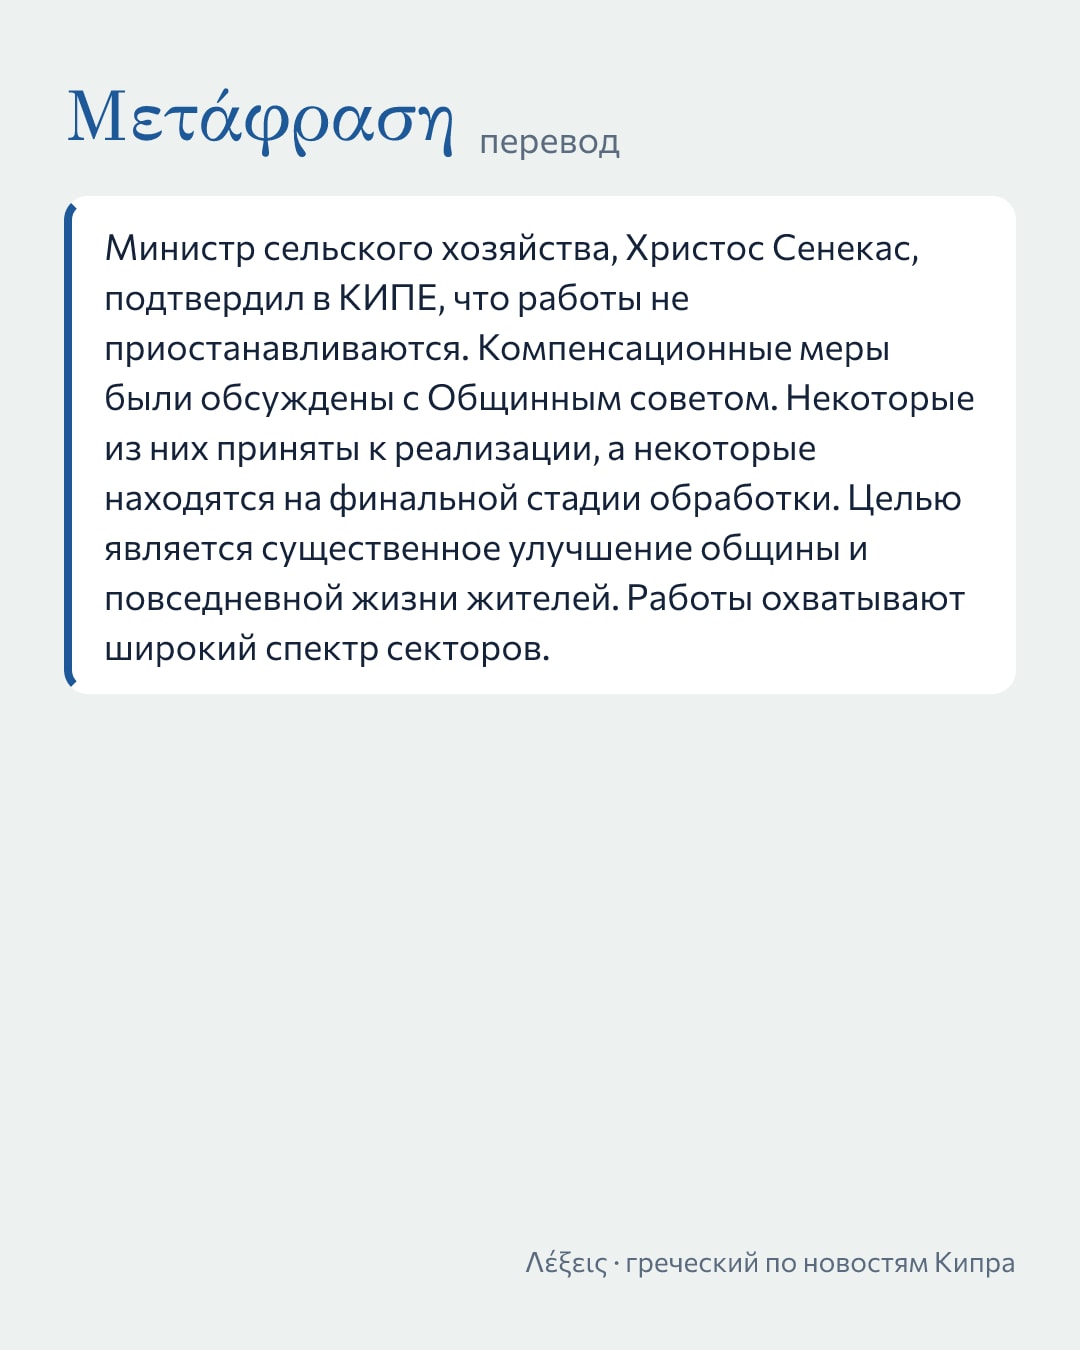 Μετάφραση перевод
Министр сельского хозяйства, Христос Сенекас,
подтвердил в КИПЕ, что работы не
приостанавливаются. Компенсационные меры
были обсуждены с Общинным советом. Некоторые
из них приняты к реализации, а некоторые
находятся на финальной стадии обработки. Целью
является существенное улучшение общины и
повседневной жизни жителей. Работы охватывают
широкий спектр секторов.
Λέξεις · греческий по новостям Кипра